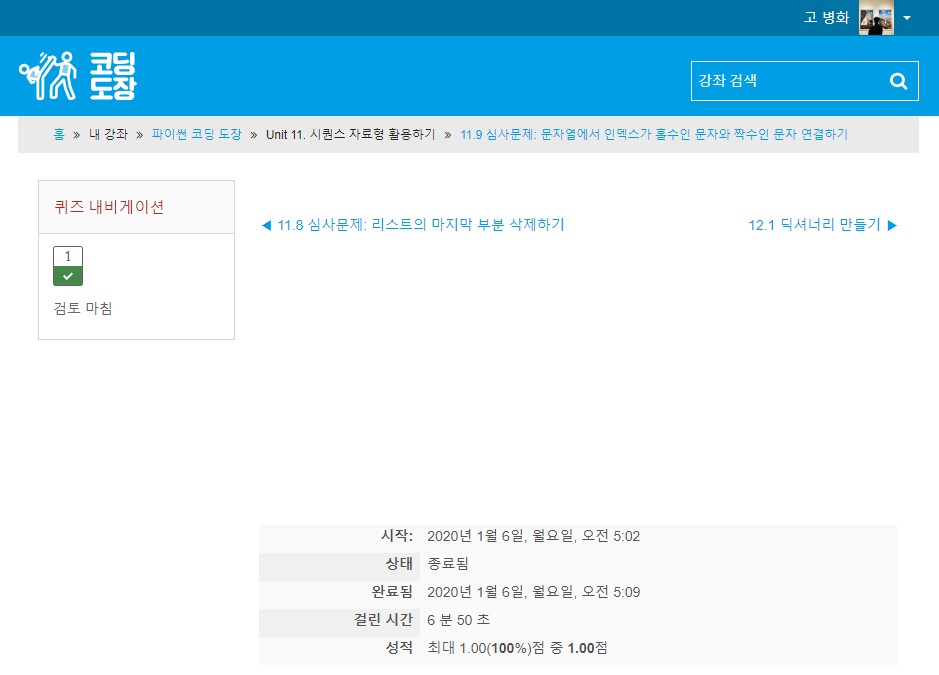 고 병화
코딩
도장
강좌 검색
홈 » 내 강좌 » 파이썬 코딩 도장 » Unit 11. 시퀀스 자료형 활용하기 » 11.9 심사문제: 문자열에서 인덱스가 홀수인 문자와 짝수인 문자 연결하기
퀴즈 내비게이션
1
검토 마침
◀ 11.8 심사문제: 리스트의 마지막 부분 삭제하기
12.1 딕셔너리 만들기 ▶
시작: 2020년 1월 6일, 월요일, 오전 5:02
상태 종료됨
완료됨 2020년 1월 6일, 월요일, 오전 5:09
걸린 시간 6 분 50 초
성적 최대 1.00(100%)점 중 1.00점